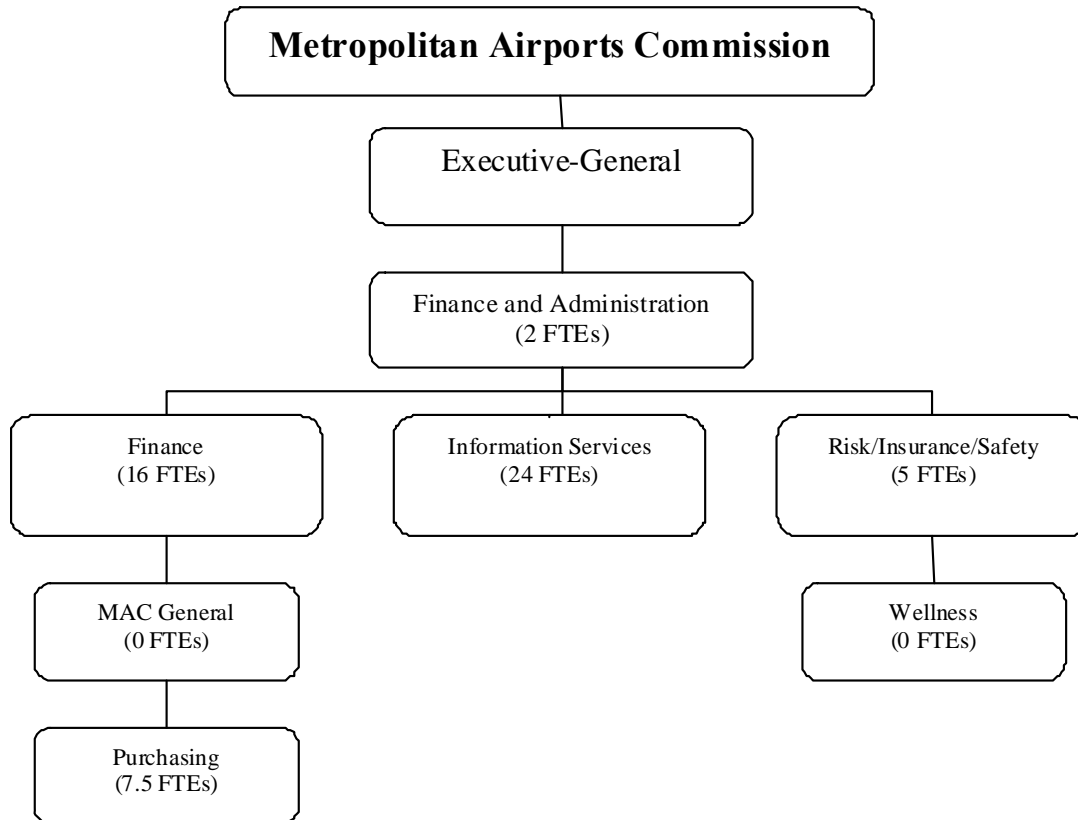 Metropolitan Airports Commission
Executive-General
Finance and Administration
(2 FTEs)
Finance
(16 FTEs)
Information Services
(24 FTEs)
Risk/Insurance/Safety
(5 FTEs)
MAC General
(0 FTEs)
Wellness
(0 FTEs)
Purchasing
(7.5 FTEs)